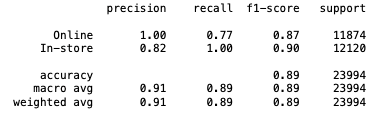 precision recall f1-score support
Online 1.00 0.77 0.87 11874
In-store 0.82 1.00 0.90 12120
accuracy 0.89 23994
macro avg 0.91 0.89 0.89 23994
weighted avg 0.91 0.89 0.89 23994